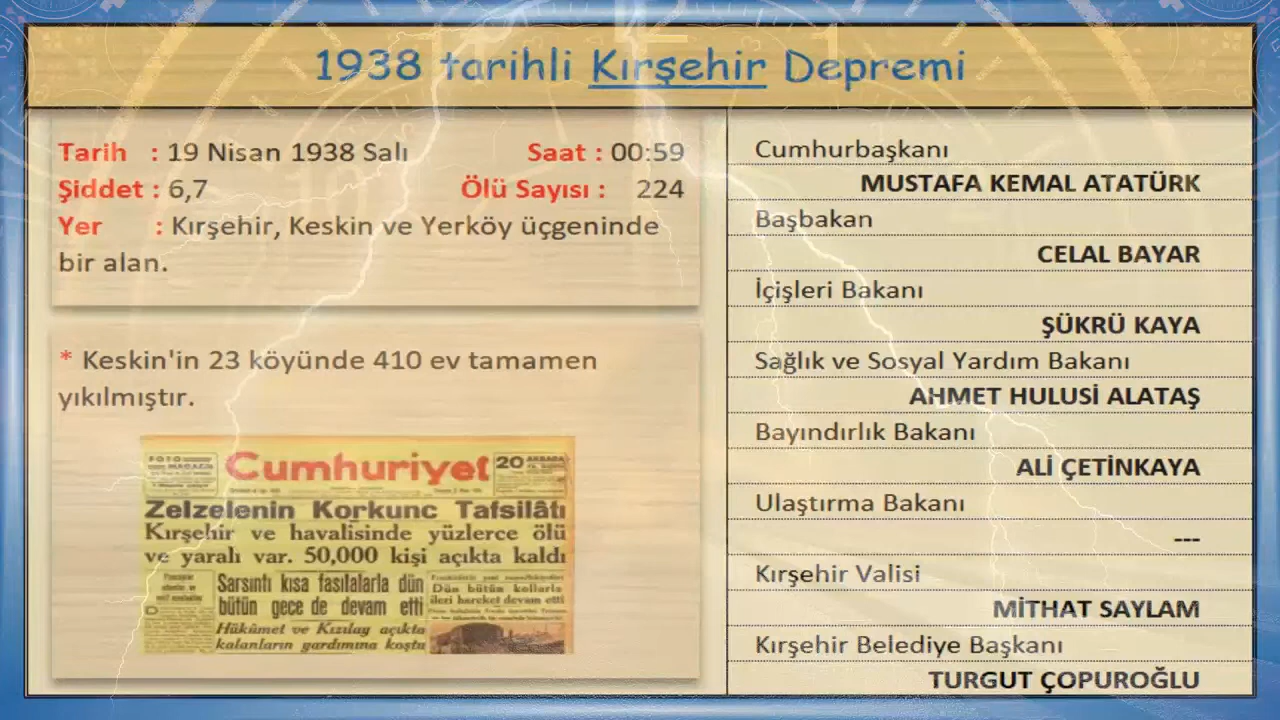 1938 tarihli Kırşehir Depremi
Tarih : 19 Nisan 1938 Salı Saat : 00:59
Şiddet : 6,7 Ölü Sayısı : 224
Yer : Kırşehir, Keskin ve Yerköy üçgeninde
bir alan.
* Keskin'in 23 köyünde 410 ev tamamen
yıkılmıştır.
FOTO
MAGAZİN
Cumhuriyet
20
Zelzelenin Korkunc Tafsilâtı
Kırşehir ve havalisinde yüzlerce ölü
ve yaralı var. 50,000 kişi açıkta kaldı
Sarsıntı kısa fasılalarla dün
bütün gece de devam etti
Hükûmet ve Kızılay açıkta
kalanların yardımına koştu
Dün bütün kollarla
ileri hareket devam etti
Cumhurbaşkanı
MUSTAFA KEMAL ATATÜRK
Başbakan
CELAL BAYAR
İçişleri Bakanı
ŞÜKRÜ KAYA
Sağlık ve Sosyal Yardım Bakanı
AHMET HULUSİ ALATAŞ
Bayındırlık Bakanı
ALİ ÇETİNKAYA
Ulaştırma Bakanı
---
Kırşehir Valisi
MİTHAT SAYLAM
Kırşehir Belediye Başkanı
TURGUT ÇOPUROĞLU